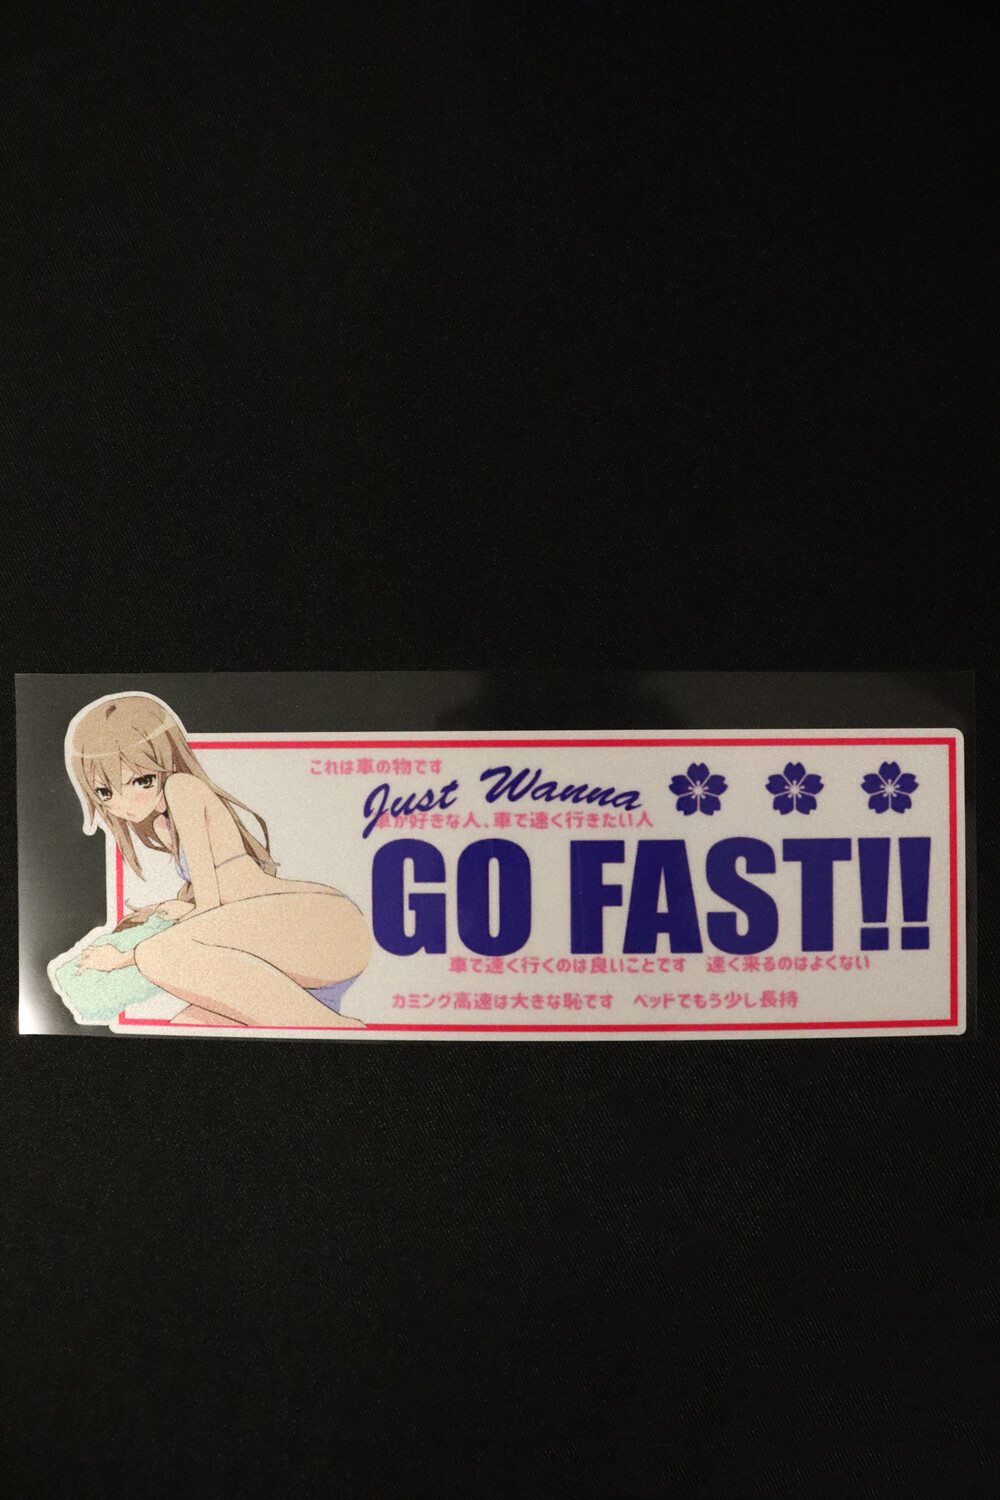 これは車の物です
Just Wanna
車が好きな人、車で速く行きたい人
GO FAST!!
車で速く行くのは良いことです　速く来るのはよくない
カミング高速は大きな恥です　ベッドでもう少し長持